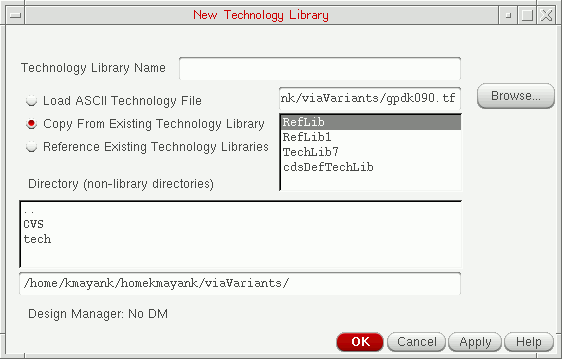 New Technology Library
Technology Library Name
Load ASCII Technology File
nk/viaVariants/gpdk090.tf
Browse...
Copy From Existing Technology Library
Reference Existing Technology Libraries
RefLib
RefLib1
TechLib7
cdsDefTechLib
Directory (non-library directories)
..
CVS
tech
/home/kmayank/homekmayank/viaVariants/
Design Manager: No DM
OK Cancel Apply Help